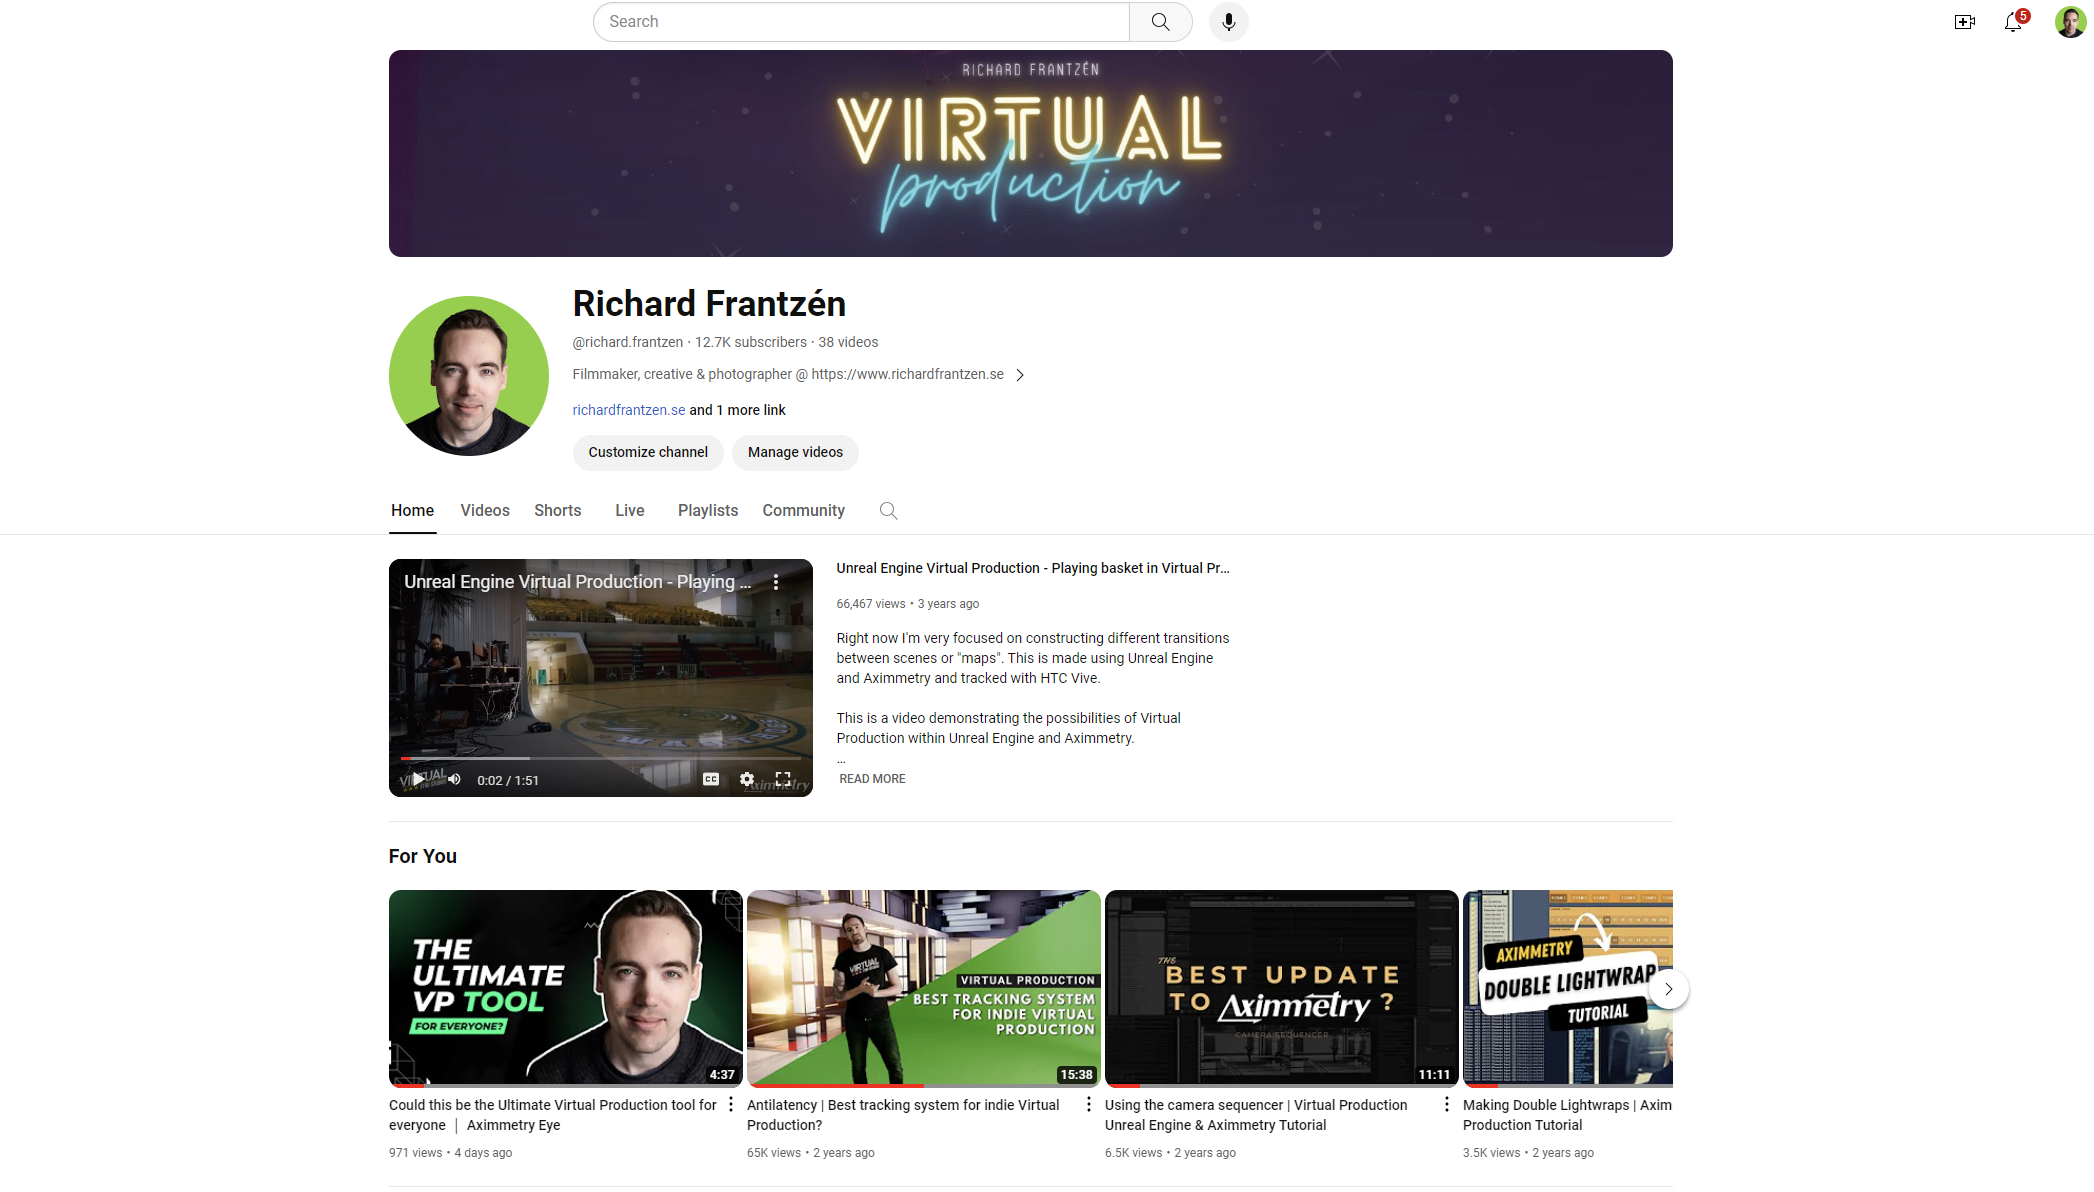 Search
5
RICHARD FRANTZÉN
VIRTUAL
production
Richard Frantzén
@richard.frantzen · 12.7K subscribers · 38 videos
Filmmaker, creative & photographer @ https://www.richardfrantzen.se
richardfrantzen.se and 1 more link
Customize channel
Manage videos
Home
Videos
Shorts
Live
Playlists
Community
Unreal Engine Virtual Production - Playing ...
VIRTUAL
0:02 / 1:51
CC
Aximmetry
Unreal Engine Virtual Production - Playing basket in Virtual Pr...
66,467 views • 3 years ago
Right now I'm very focused on constructing different transitions
between scenes or "maps". This is made using Unreal Engine
and Aximmetry and tracked with HTC Vive.
This is a video demonstrating the possibilities of Virtual
Production within Unreal Engine and Aximmetry.
...
READ MORE
For You
THE
ULTIMATE
VP TOOL
FOR EVERYONE?
4:37
Could this be the Ultimate Virtual Production tool for
everyone │ Aximmetry Eye
971 views • 4 days ago
VIRTUAL
VIRTUAL PRODUCTION
BEST TRACKING SYSTEM
FOR INDIE VIRTUAL
PRODUCTION
15:38
Antilatency | Best tracking system for indie Virtual
Production?
65K views • 2 years ago
THE
BEST UPDATE
TO Aximmetry ?
CAMERA SEQUENCER
11:11
Using the camera sequencer | Virtual Production
Unreal Engine & Aximmetry Tutorial
6.5K views • 2 years ago
AXIMMETRY
DOUBLE LIGHTWRAP
TUTORIAL
Making Double Lightwraps | Axim
Production Tutorial
3.5K views • 2 years ago